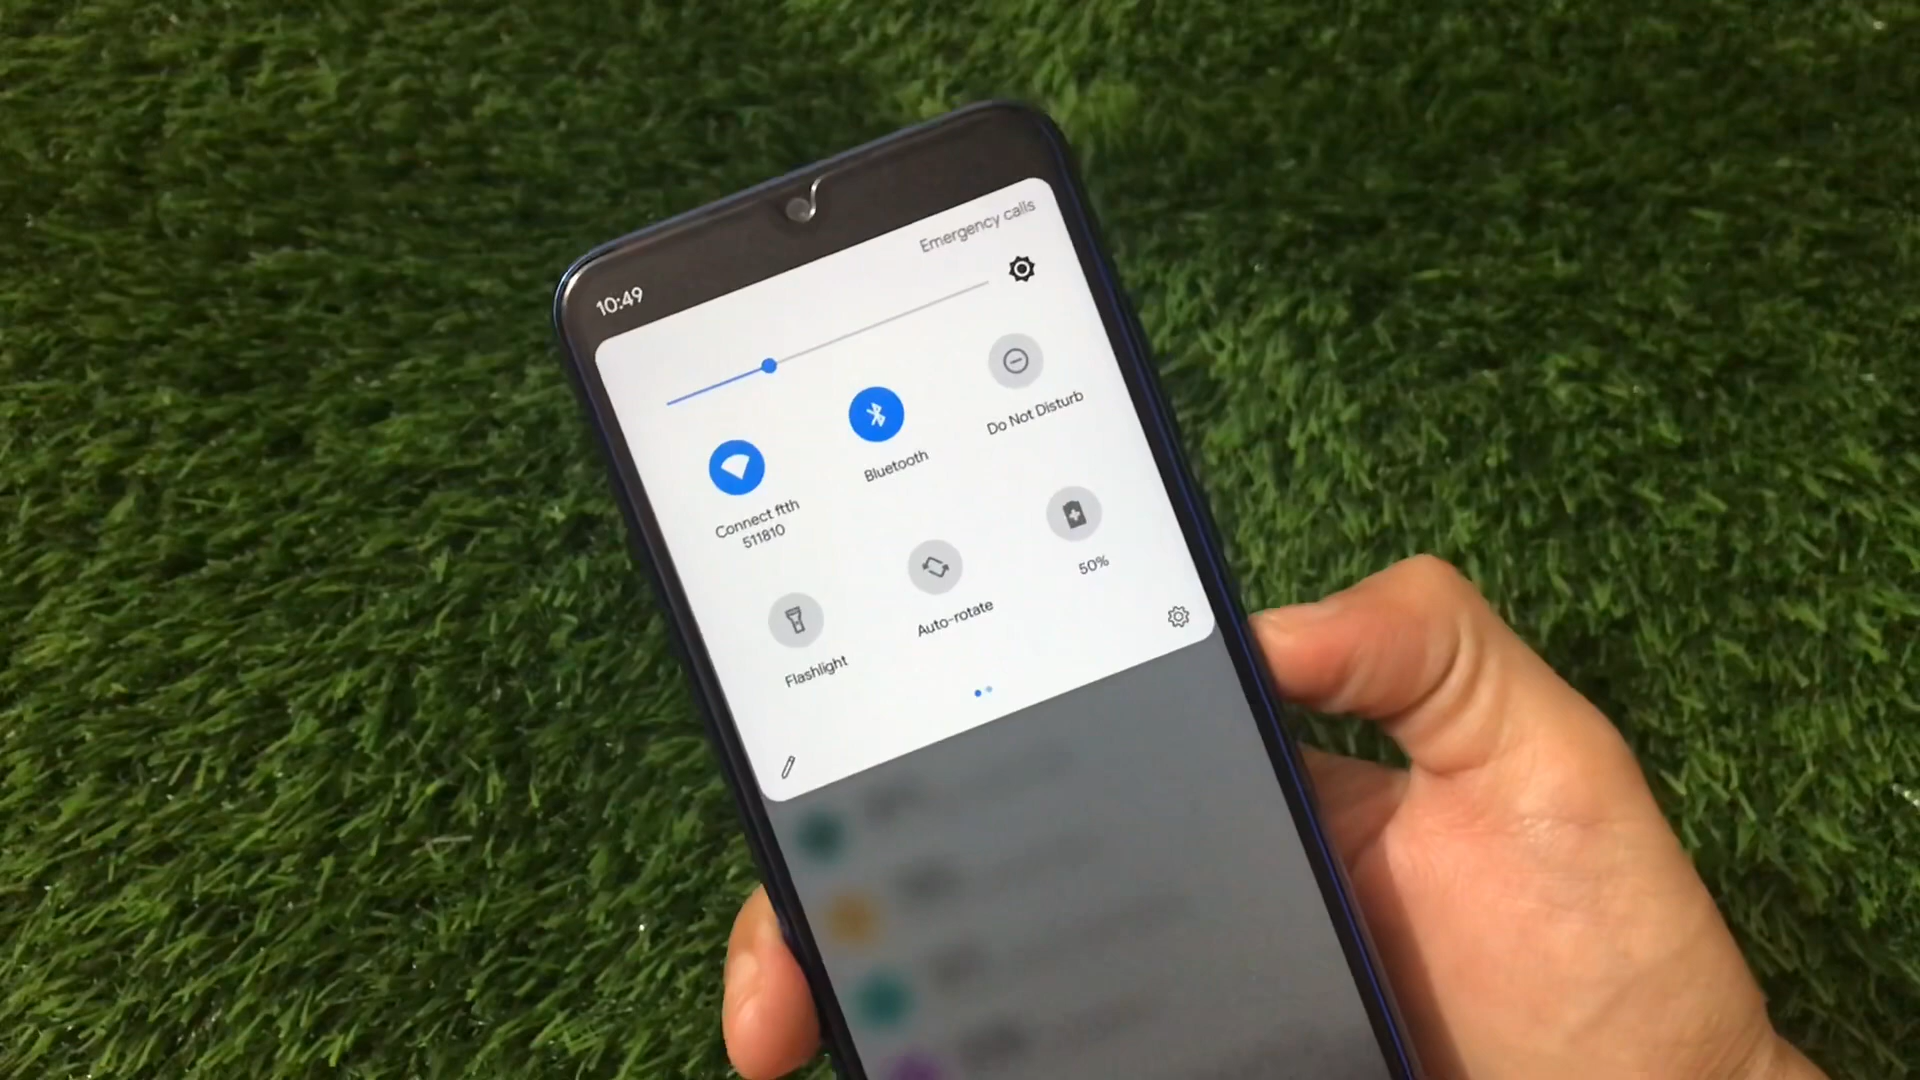 10:49
Emergency calls
Connect ftth
511810
Bluetooth
Do Not Disturb
Flashlight
Auto-rotate
50%